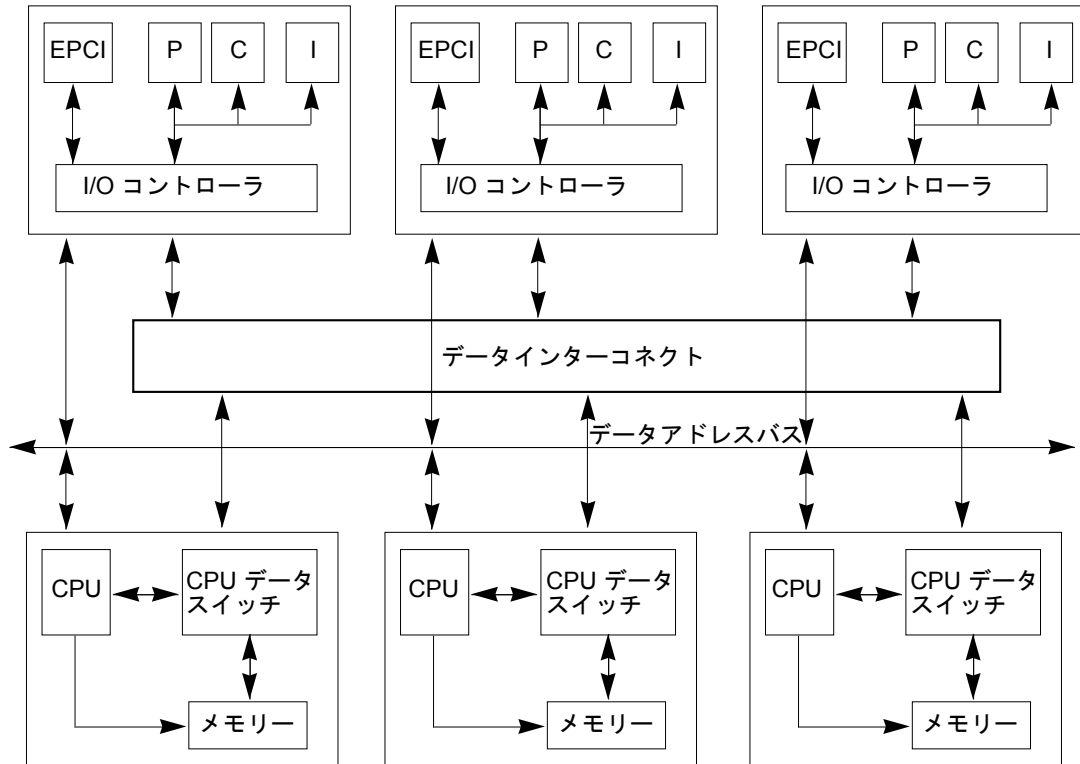 EPCI P C I
EPCI P C I
EPCI P C I
I/O コントローラ
I/O コントローラ
I/O コントローラ
データインターコネクト
データアドレスバス
CPU
CPU データ
スイッチ
メモリー
CPU
CPU データ
スイッチ
メモリー
CPU
CPU データ
スイッチ
メモリー